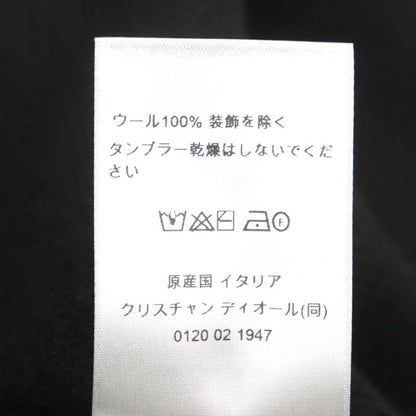 ウール100% 装飾を除く
タンブラー乾燥はしないでくだ
さい
F
原産国 イタリア
クリスチャン ディオール(同)
0120 02 1947